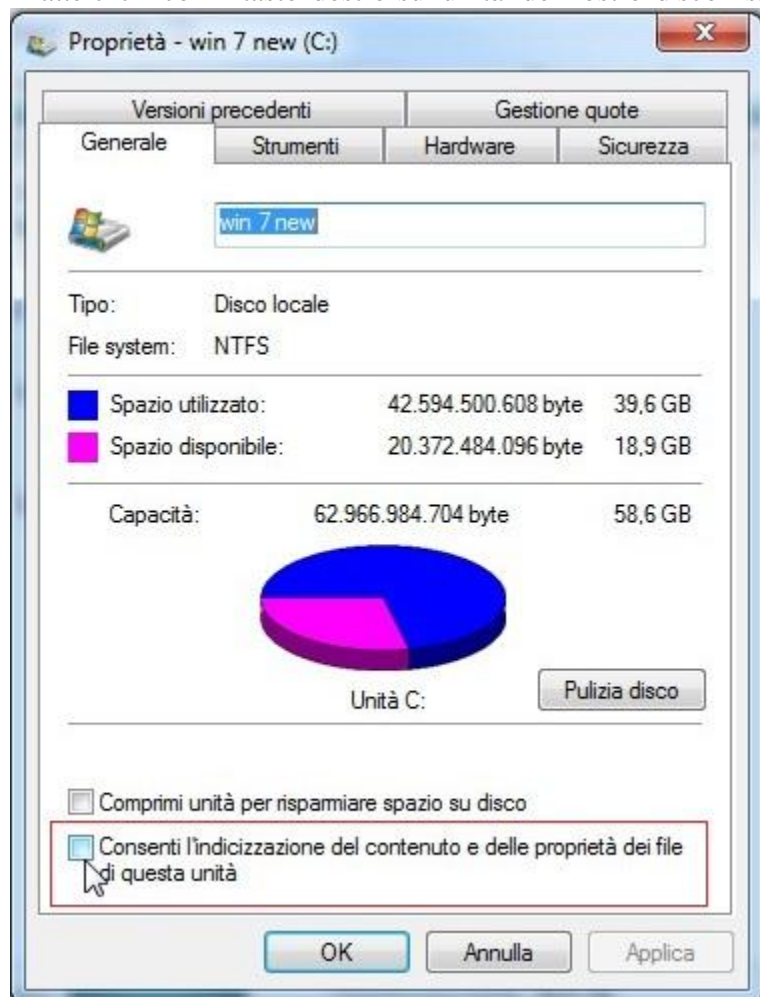 Proprietà - win 7 new (C:)
Versioni precedenti Gestione quote
Generale Strumenti Hardware Sicurezza
win 7 new
Tipo: Disco locale
File system: NTFS
Spazio utilizzato: 42.594.500.608 byte 39,6 GB
Spazio disponibile: 20.372.484.096 byte 18,9 GB
Capacità: 62.966.984.704 byte 58,6 GB
Unità C:
Pulizia disco
Comprimi unità per risparmiare spazio su disco
Consenti l'indicizzazione del contenuto e delle proprietà dei file
di questa unità
OK Annulla Applica